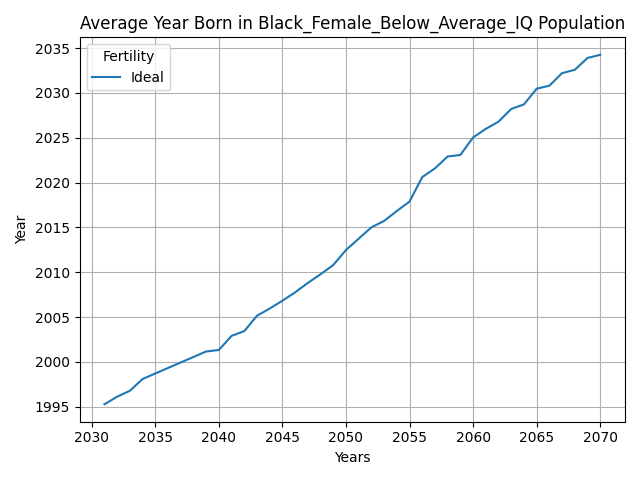 Average Year Born in Black_Female_Below_Average_IQ Population
Fertility
Ideal
2035
2030
2025
2020
2015
2010
2005
2000
1995
Year
2030 2035 2040 2045 2050 2055 2060 2065 2070
Years